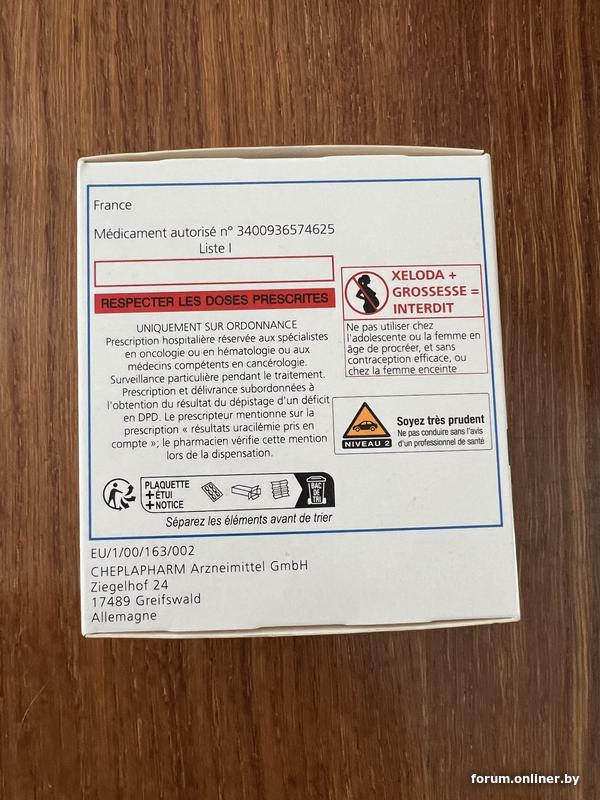 France
Médicament autorisé n° 3400936574625
Liste I
RESPECTER LES DOSES PRESCRITES
UNIQUEMENT SUR ORDONNANCE
Prescription hospitalière réservée aux spécialistes
en oncologie ou en hématologie ou aux
médecins compétents en cancérologie.
Surveillance particulière pendant le traitement.
Prescription et délivrance subordonnées à
l'obtention du résultat du dépistage d'un déficit
en DPD. Le prescripteur mentionne sur la
prescription « résultats uracilémie pris en
compte »; le pharmacien vérifie cette mention
lors de la dispensation.
XELODA +
GROSSESSE =
INTERDIT
Ne pas utiliser chez
l'adolescente ou la femme en
âge de procréer, et sans
contraception efficace, ou
chez la femme enceinte
NIVEAU 2
Soyez très prudent
Ne pas conduire sans l'avis
d'un professionnel de santé
PLAQUETTE
+ÉTUI
+NOTICE
BAC
DE
TRI
Séparez les éléments avant de trier
EU/1/00/163/002
CHEPLAPHARM Arzneimittel GmbH
Ziegelhof 24
17489 Greifswald
Allemagne
forum.onliner.by